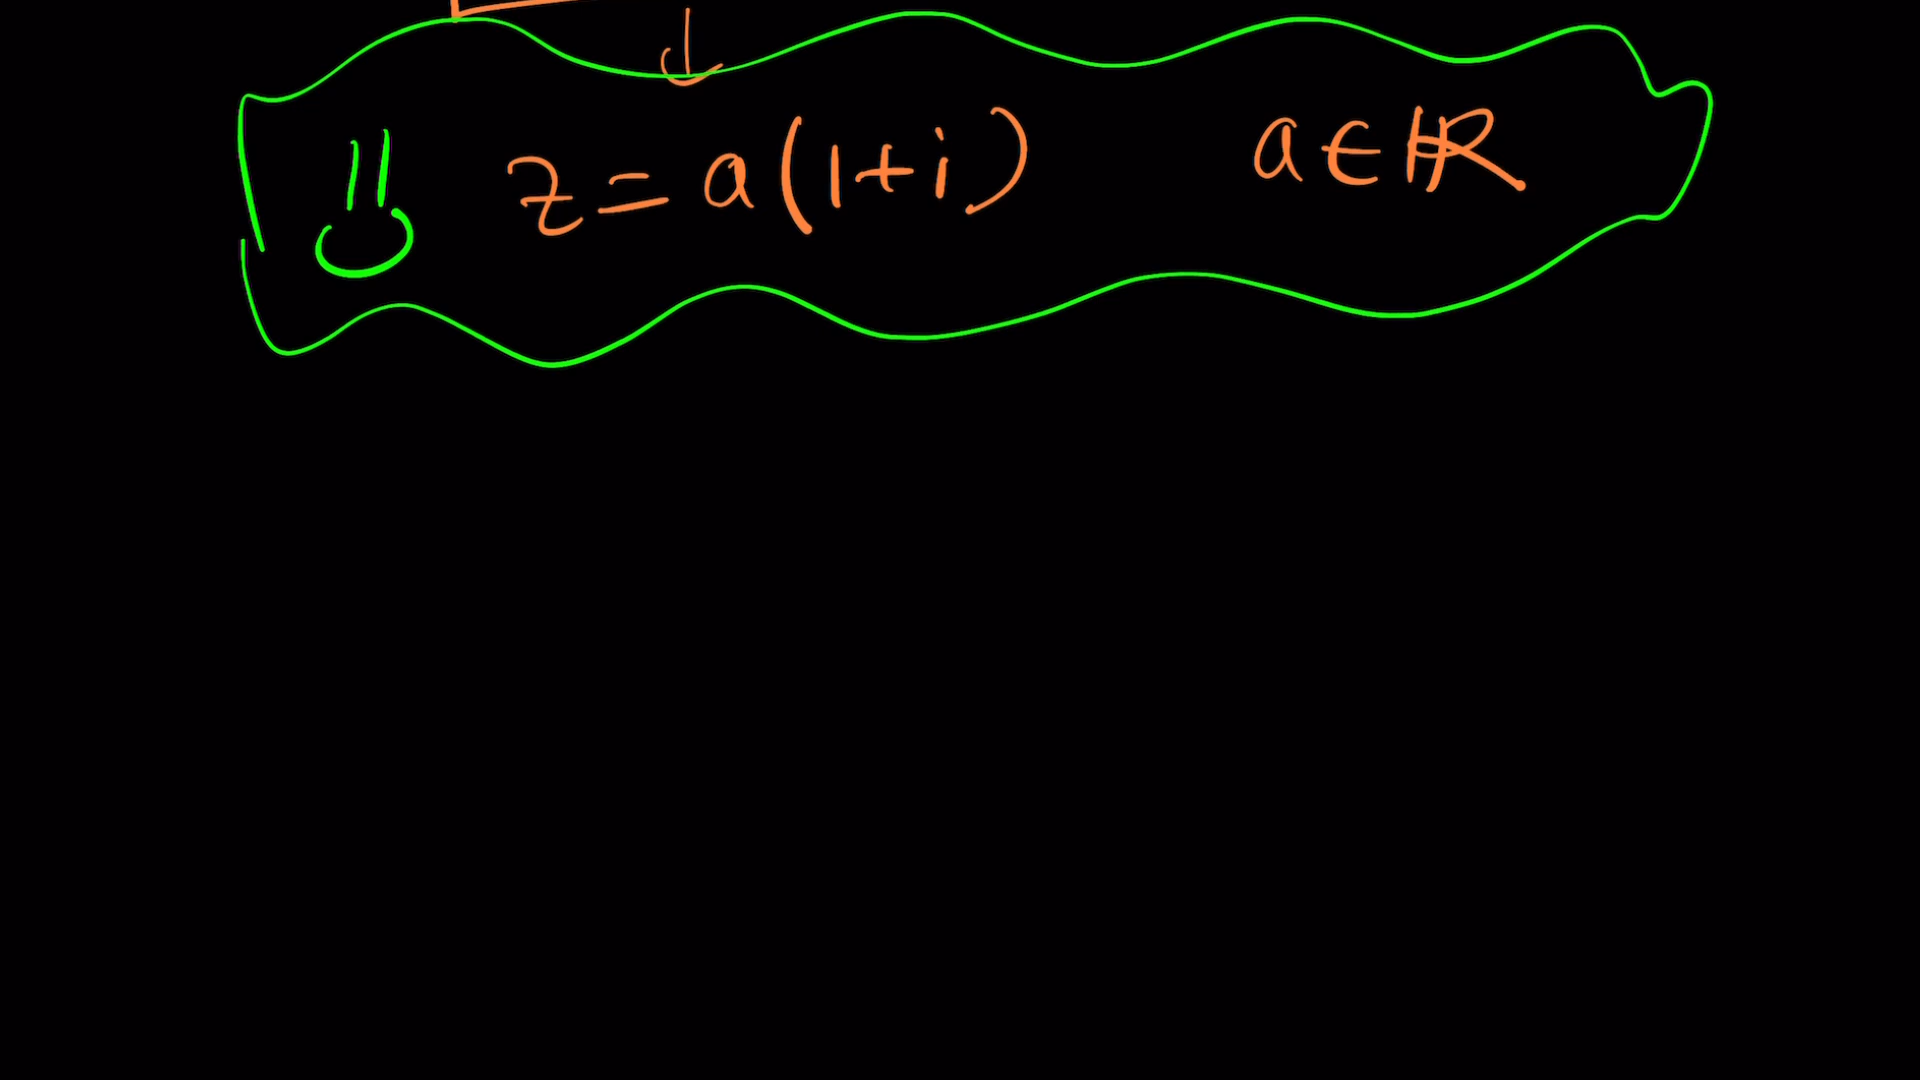 z = a(1+i) a∈ℝ